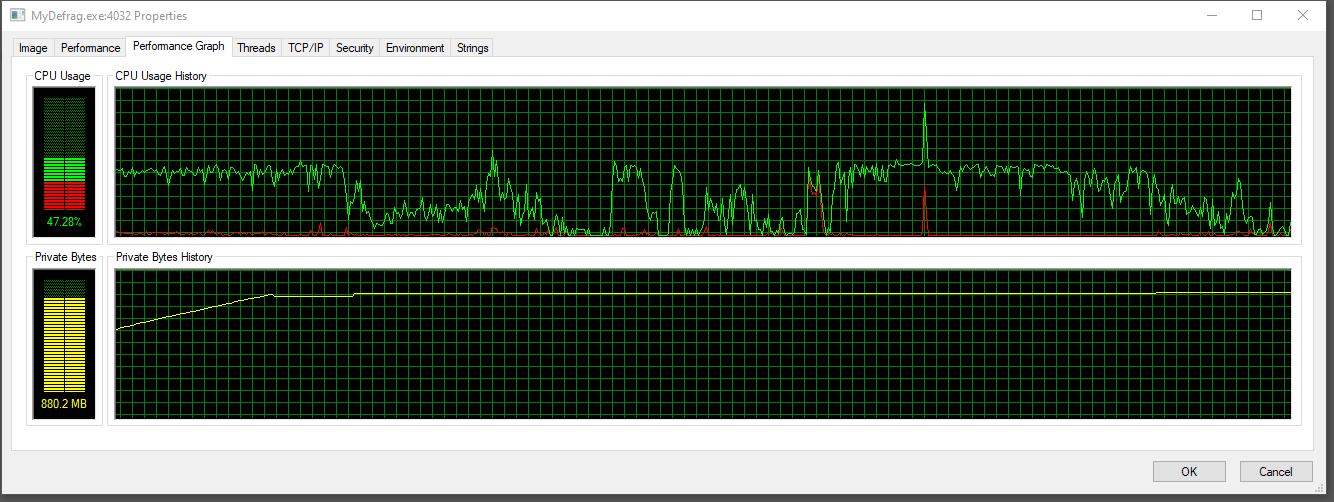 MyDefrag.exe:4032 Properties
Image Performance Performance Graph Threads TCP/IP Security Environment Strings
CPU Usage CPU Usage History
47.28%
Private Bytes Private Bytes History
880.2 MB
OK Cancel